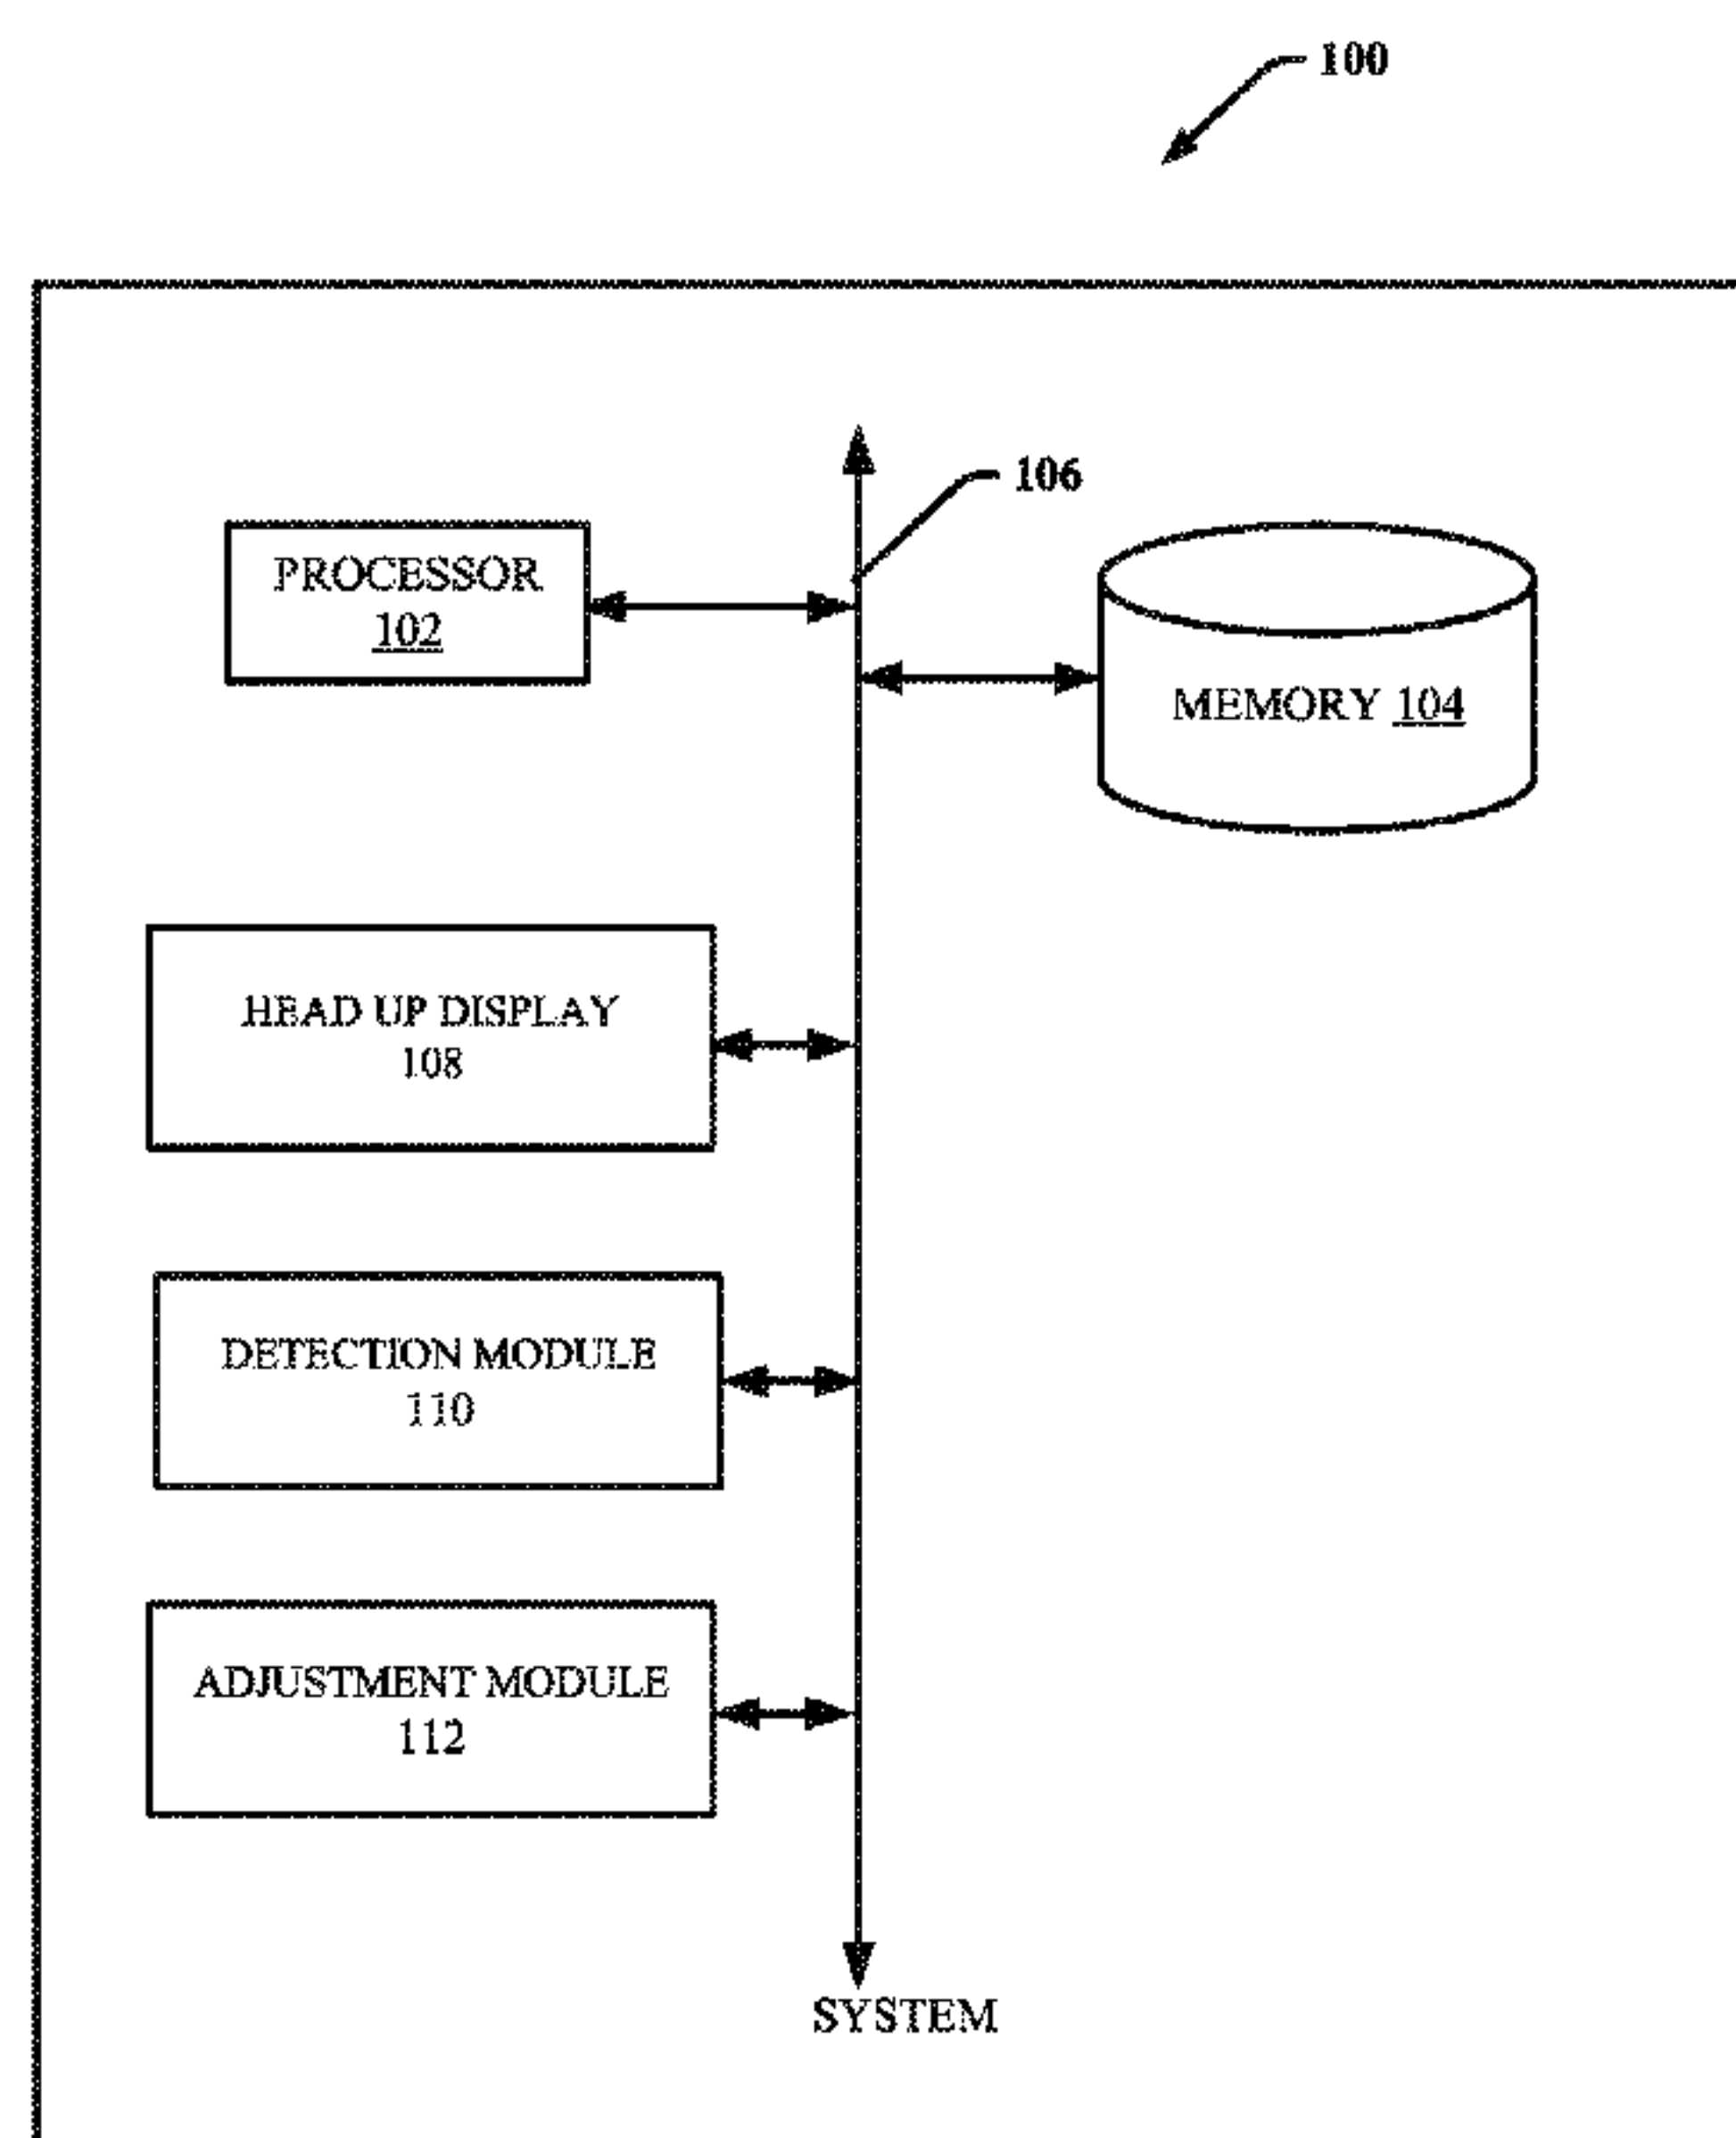 100
106
PROCESSOR
102
MEMORY 104
HEAD UP DISPLAY
108
DETECTION MODULE
110
ADJUSTMENT MODULE
112
SYSTEM